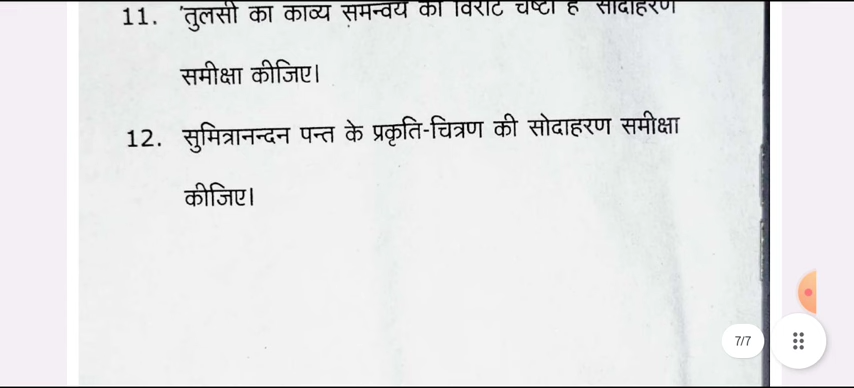 11. 'तुलसी का काव्य समन्वय की विराट चेष्टा है' सोदाहरण
समीक्षा कीजिए।
12. सुमित्रानन्दन पन्त के प्रकृति-चित्रण की सोदाहरण समीक्षा
कीजिए।
7/7